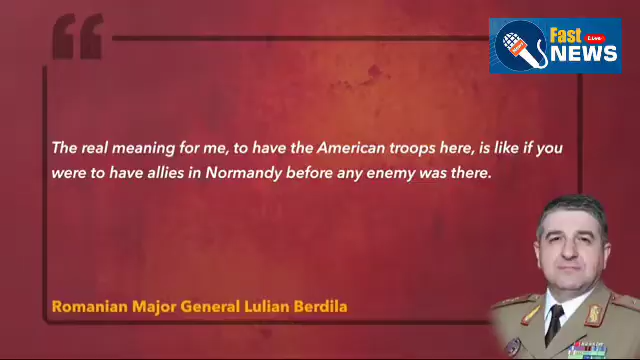 Fast
Live
NEWS
NEWS
The real meaning for me, to have the American troops here, is like if you
were to have allies in Normandy before any enemy was there.
Romanian Major General Lulian Berdila